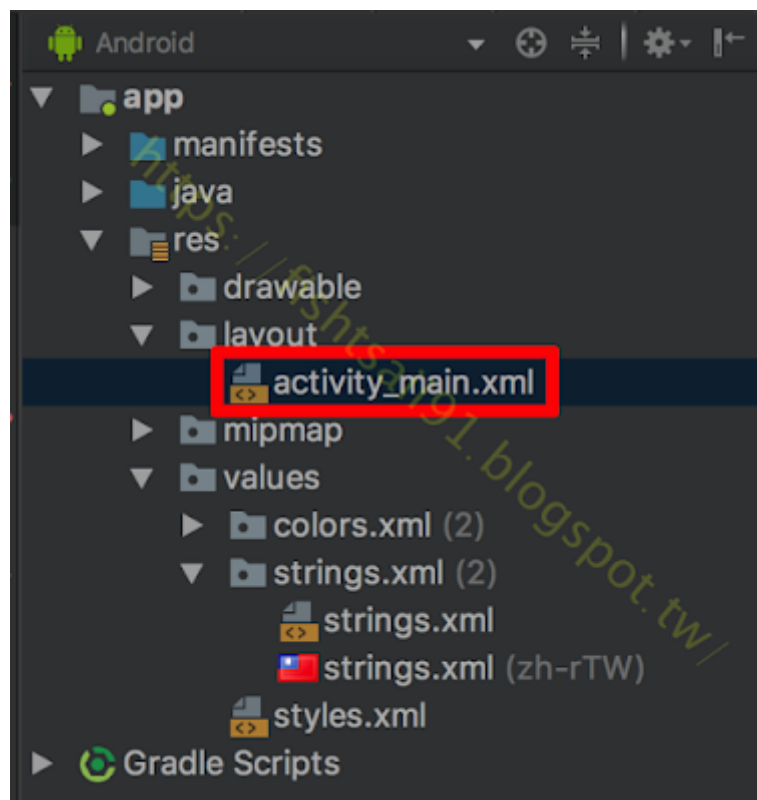 Android
app
manifests
java
res
drawable
layout
activity_main.xml
mipmap
values
colors.xml (2)
strings.xml (2)
strings.xml
strings.xml (zh-rTW)
styles.xml
Gradle Scripts
https://fishtsan91.blogspot.tw/